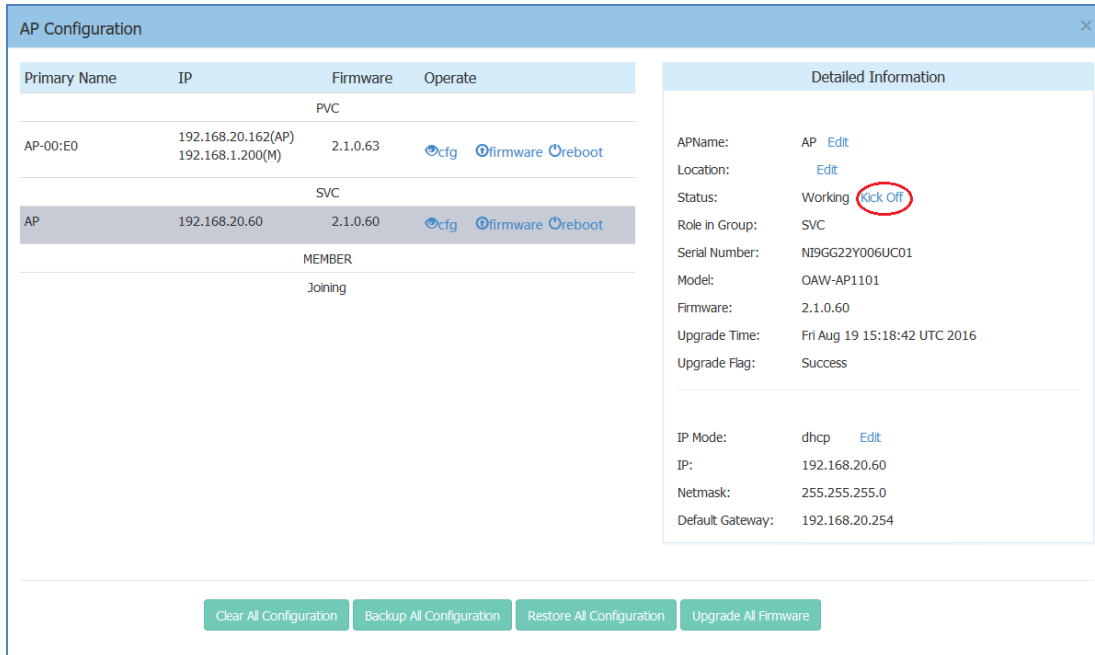 AP Configuration
×
Primary Name IP Firmware Operate
PVC
AP-00:E0 192.168.20.162(AP) 2.1.0.63 cfg firmware reboot
192.168.1.200(M)
SVC
AP 192.168.20.60 2.1.0.60 cfg firmware reboot
MEMBER
Joining
Detailed Information
APName: AP Edit
Location: Edit
Status: Working Kick Off
Role in Group: SVC
Serial Number: NI9GG22Y006UC01
Model: OAW-AP1101
Firmware: 2.1.0.60
Upgrade Time: Fri Aug 19 15:18:42 UTC 2016
Upgrade Flag: Success
IP Mode: dhcp Edit
IP: 192.168.20.60
Netmask: 255.255.255.0
Default Gateway: 192.168.20.254
Clear All Configuration Backup All Configuration Restore All Configuration Upgrade All Firmware